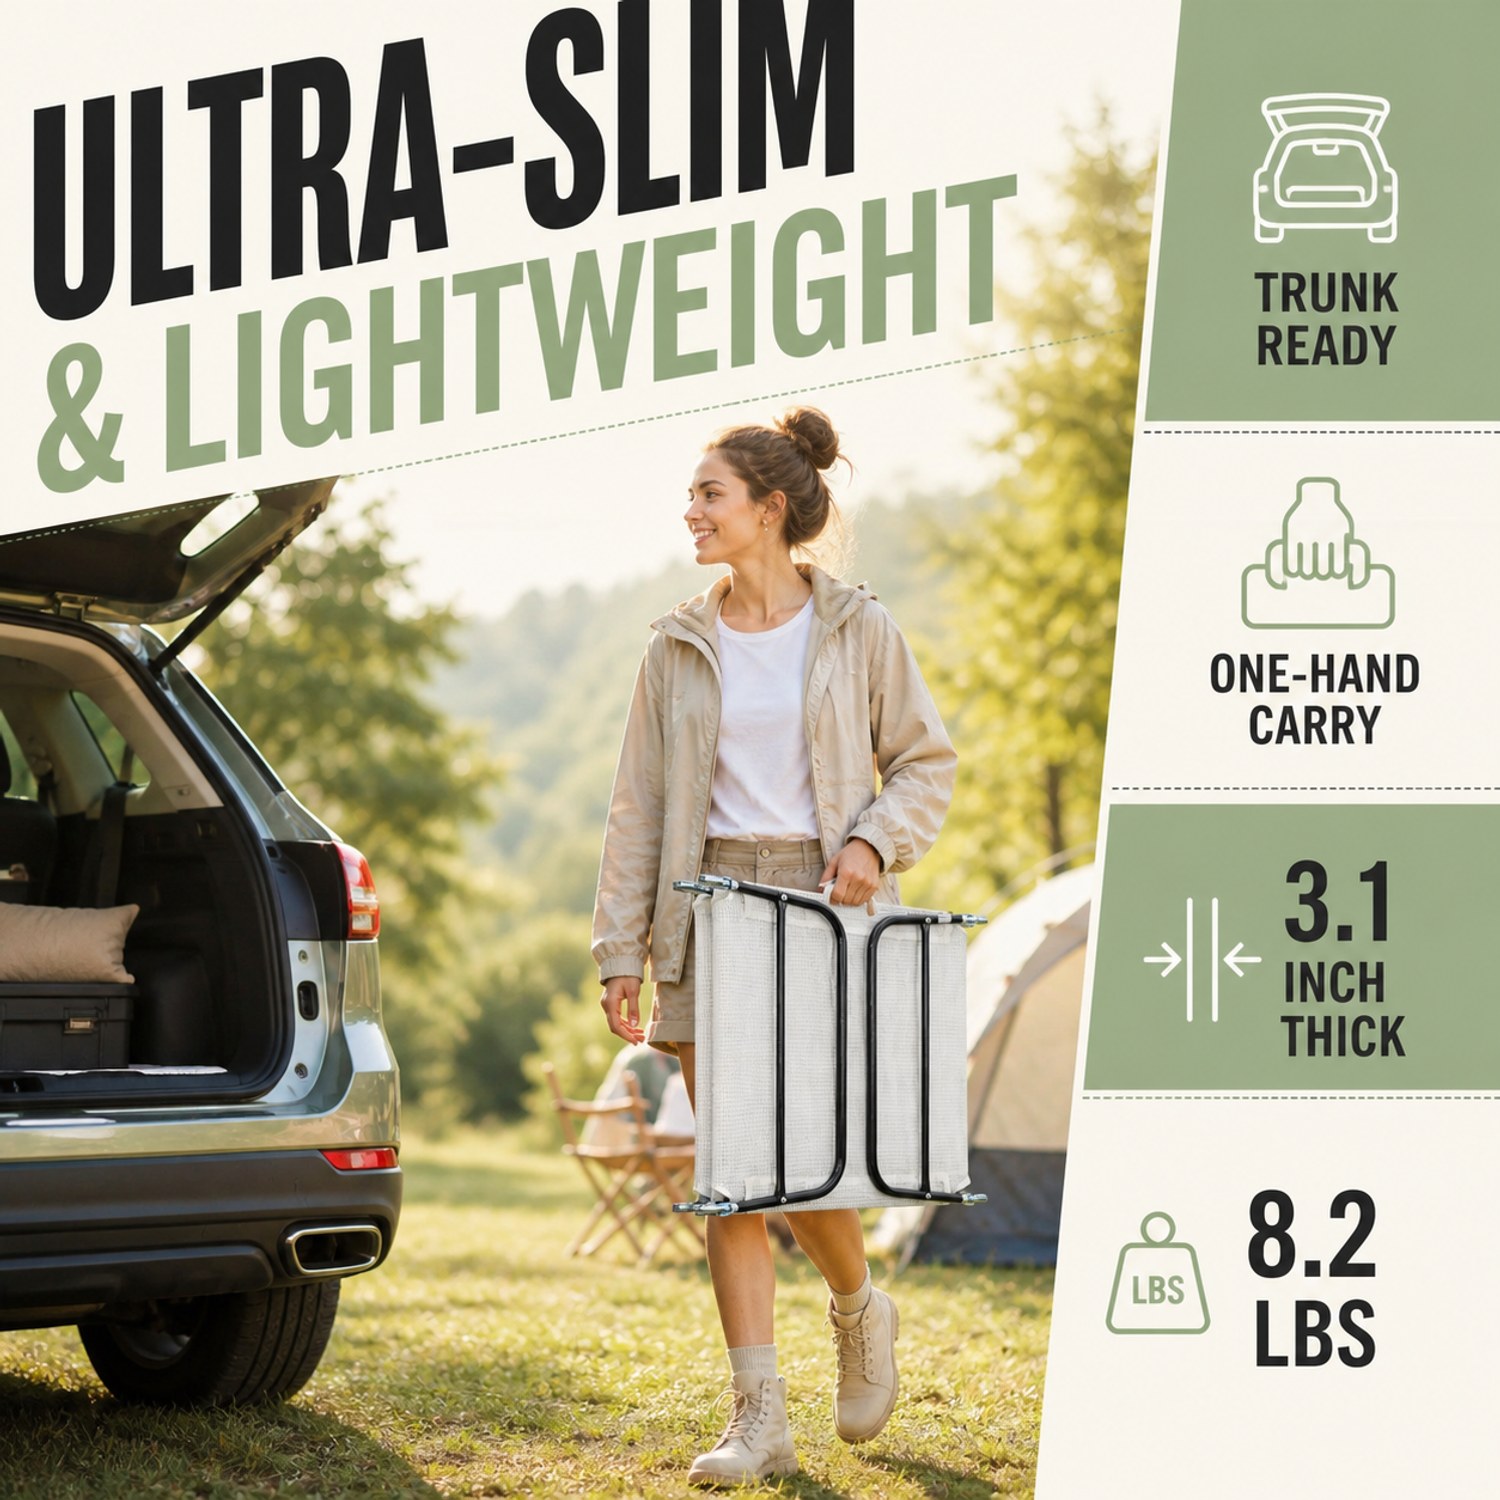 ULTRA-SLIM
& LIGHTWEIGHT
TRUNK
READY
ONE-HAND
CARRY
3.1
INCH
THICK
LBS
8.2
LBS